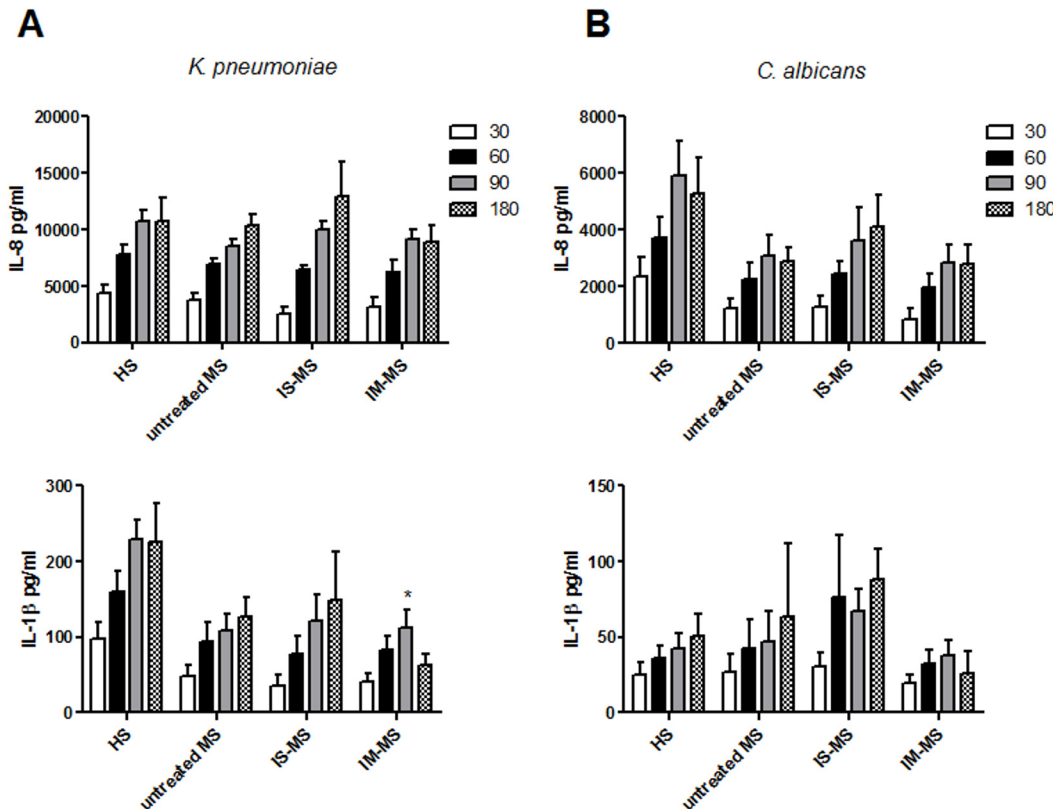 A
B
K. pneumoniae
C. albicans
IL-8 pg/ml
20000
15000
10000
5000
0
HS
untreated MS
IS-MS
IM-MS
30
60
90
180
IL-8 pg/ml
8000
6000
4000
2000
0
HS
untreated MS
IS-MS
IM-MS
30
60
90
180
IL-1β pg/ml
300
200
100
0
*
HS
untreated MS
IS-MS
IM-MS
IL-1β pg/ml
150
100
50
0
HS
untreated MS
IS-MS
IM-MS